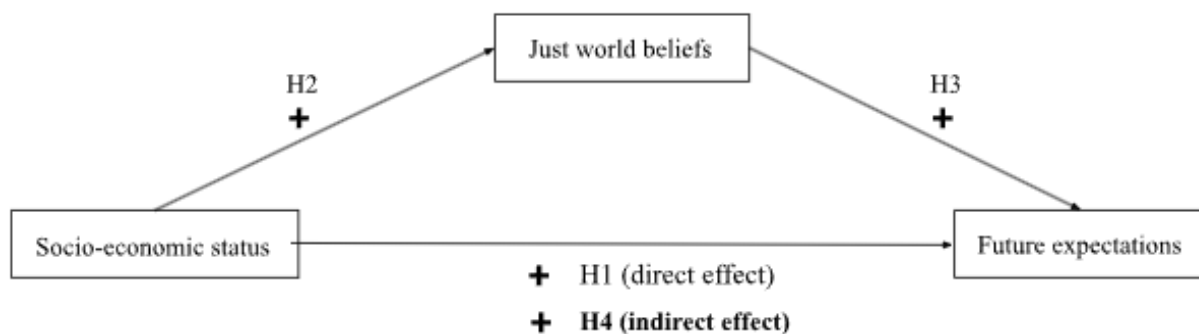 Just world beliefs
H2
+
H3
+
Socio-economic status
Future expectations
+ H1 (direct effect)
+ H4 (indirect effect)